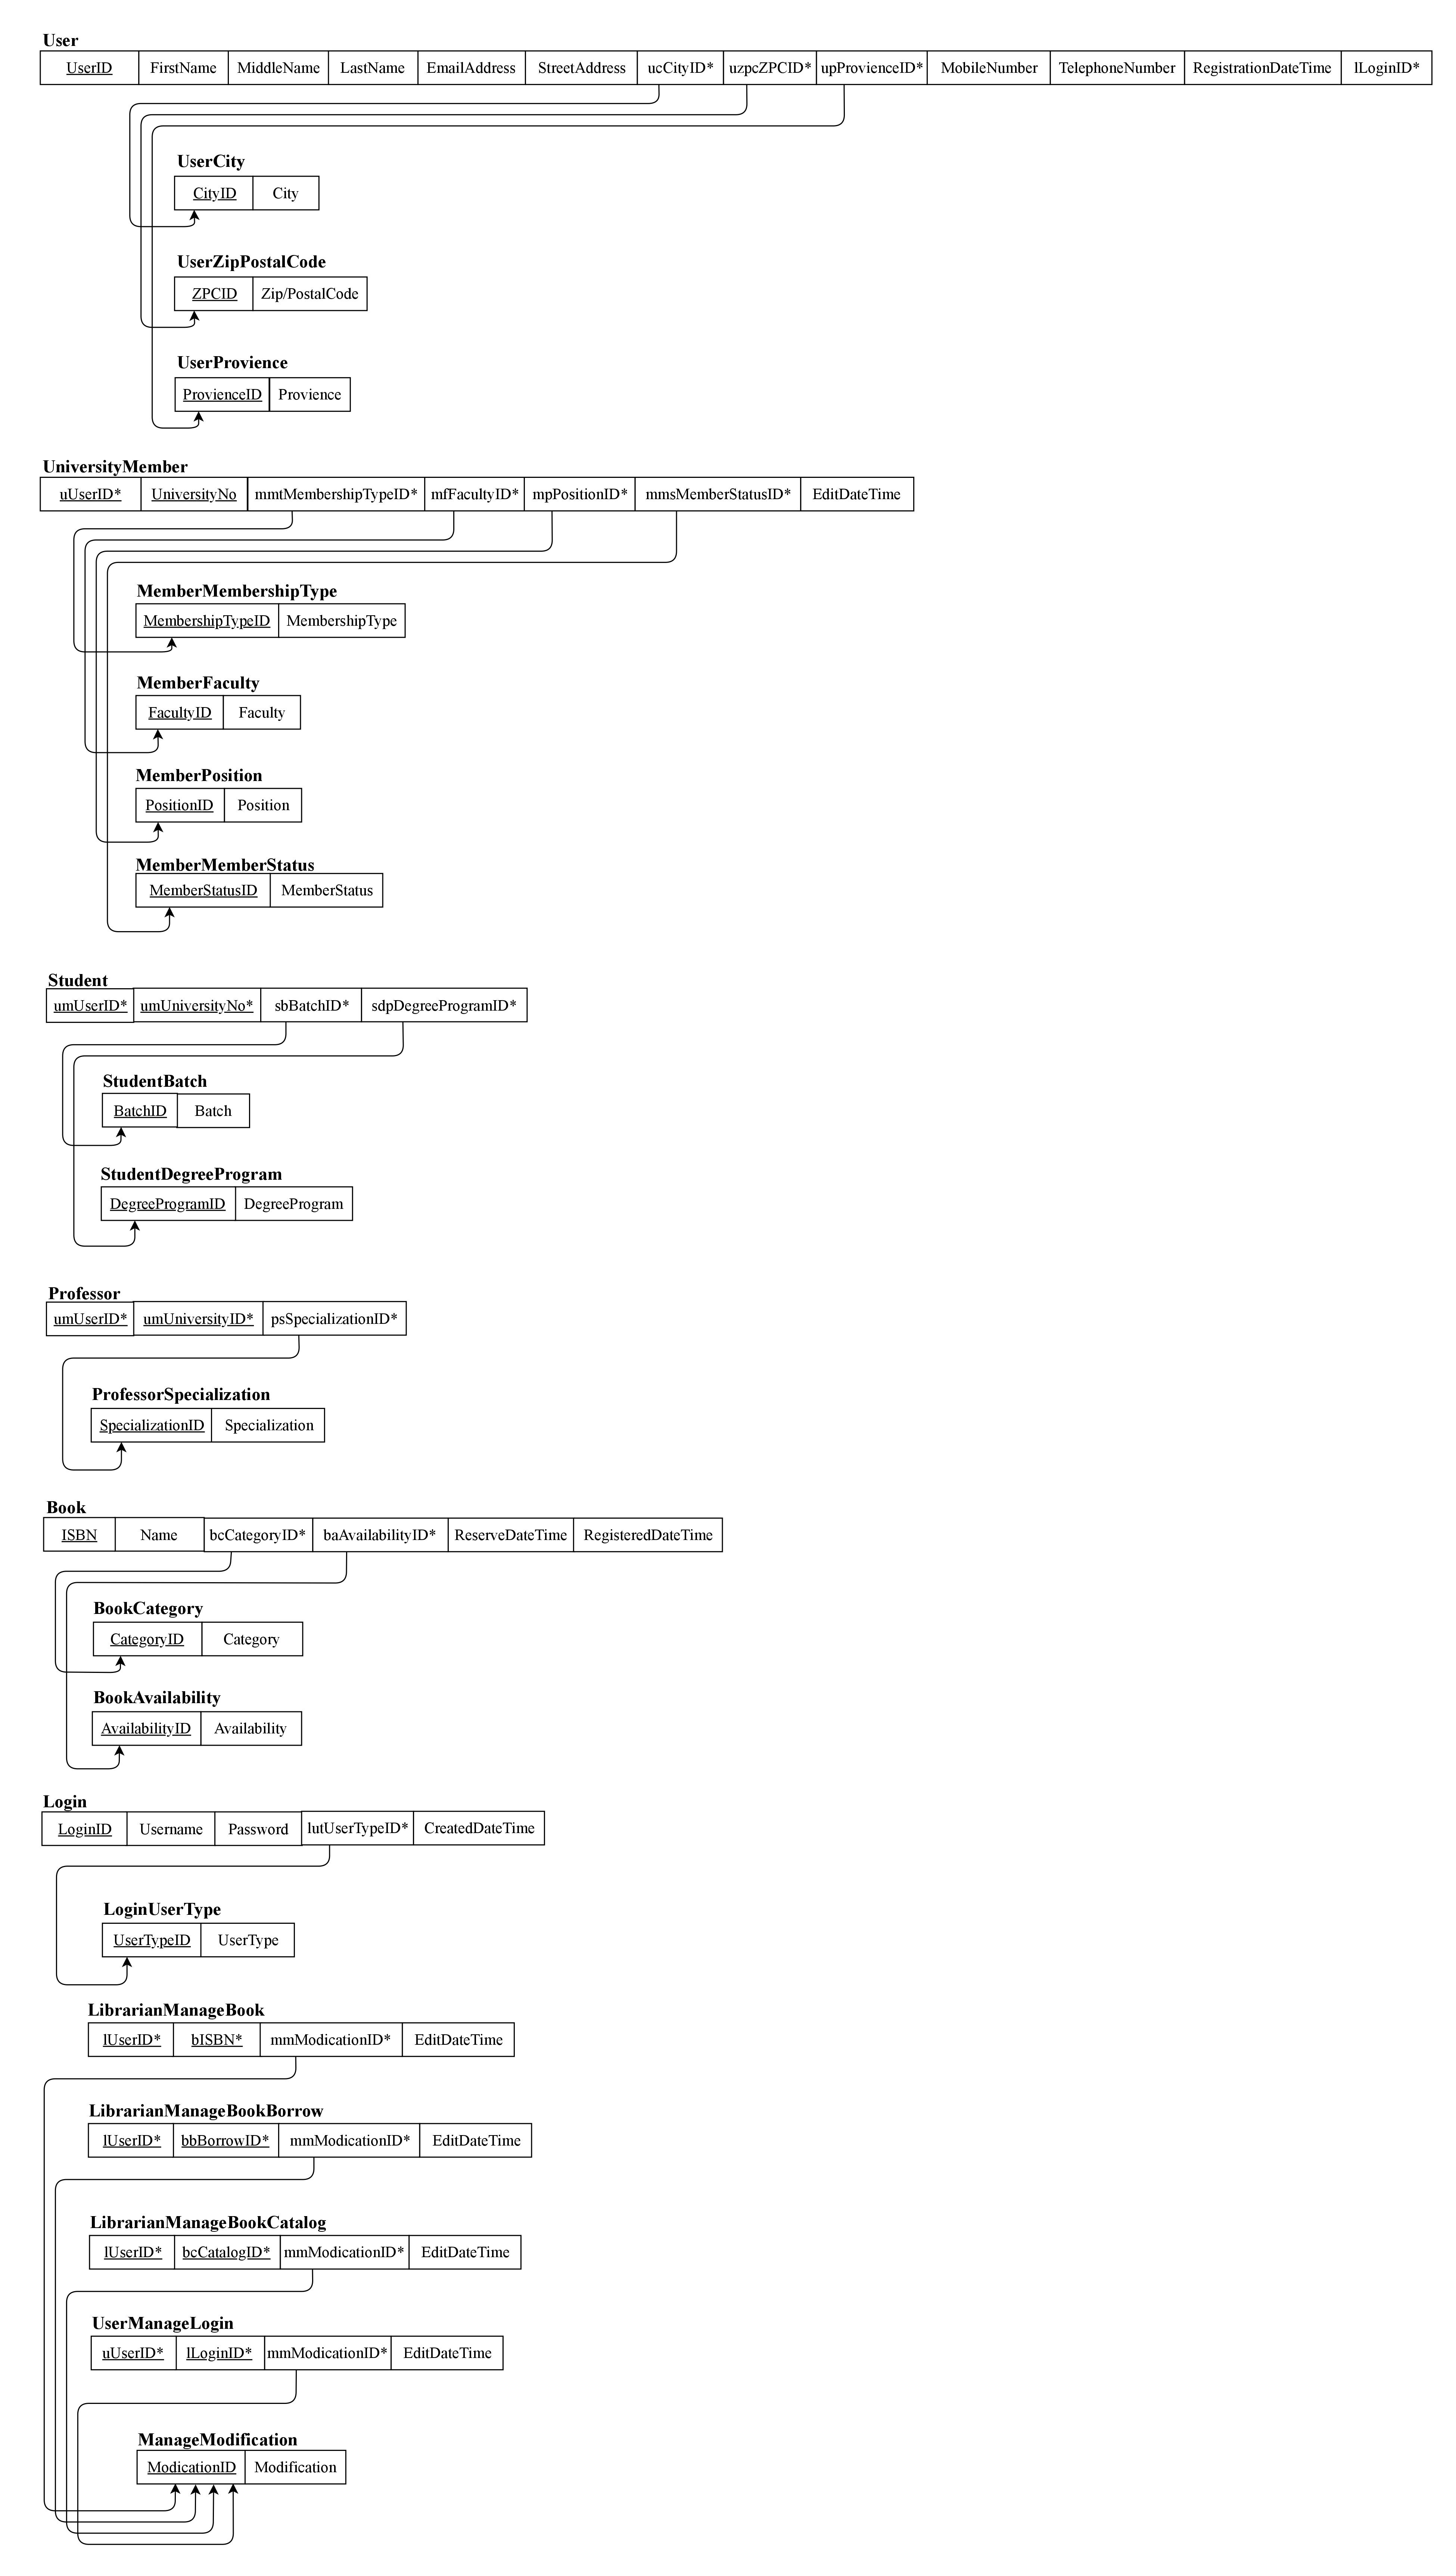 User
UserID FirstName MiddleName LastName EmailAddress StreetAddress ucCityID* uzpcZPCID* upProvienceID* MobileNumber TelephoneNumber RegistrationDateTime lLoginID*
UserCity
CityID City
UserZipPostalCode
ZPCID Zip/PostalCode
UserProvience
ProvienceID Provience
UniversityMember
uUserID* UniversityNo mmtMembershipTypeID* mfFacultyID* mpPositionID* mmsMemberStatusID* EditDateTime
MemberMembershipType
MembershipTypeID MembershipType
MemberFaculty
FacultyID Faculty
MemberPosition
PositionID Position
MemberMemberStatus
MemberStatusID MemberStatus
Student
umUserID* umUniversityNo* sbBatchID* sdpDegreeProgramID*
StudentBatch
BatchID Batch
StudentDegreeProgram
DegreeProgramID DegreeProgram
Professor
umUserID* umUniversityID* psSpecializationID*
ProfessorSpecialization
SpecializationID Specialization
Book
ISBN Name bcCategoryID* baAvailabilityID* ReserveDateTime RegisteredDateTime
BookCategory
CategoryID Category
BookAvailability
AvailabilityID Availability
Login
LoginID Username Password lutUserTypeID* CreatedDateTime
LoginUserType
UserTypeID UserType
LibrarianManageBook
lUserID* bISBN* mmModicationID* EditDateTime
LibrarianManageBookBorrow
lUserID* bbBorrowID* mmModicationID* EditDateTime
LibrarianManageBookCatalog
lUserID* bcCatalogID* mmModicationID* EditDateTime
UserManageLogin
uUserID* lLoginID* mmModicationID* EditDateTime
ManageModification
ModicationID Modification